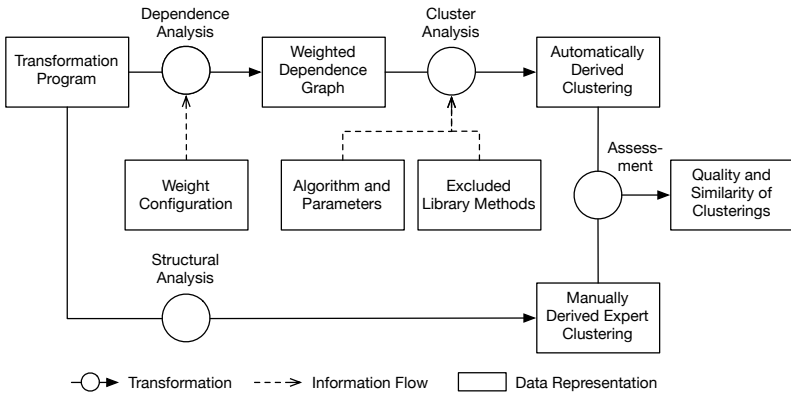 Dependence
Analysis
Cluster
Analysis
Transformation
Program
Weighted
Dependence
Graph
Automatically
Derived
Clustering
Assess-
ment
Weight
Configuration
Algorithm and
Parameters
Excluded
Library Methods
Quality and
Similarity of
Clusterings
Structural
Analysis
Manually
Derived Expert
Clustering
Transformation
Information Flow
Data Representation